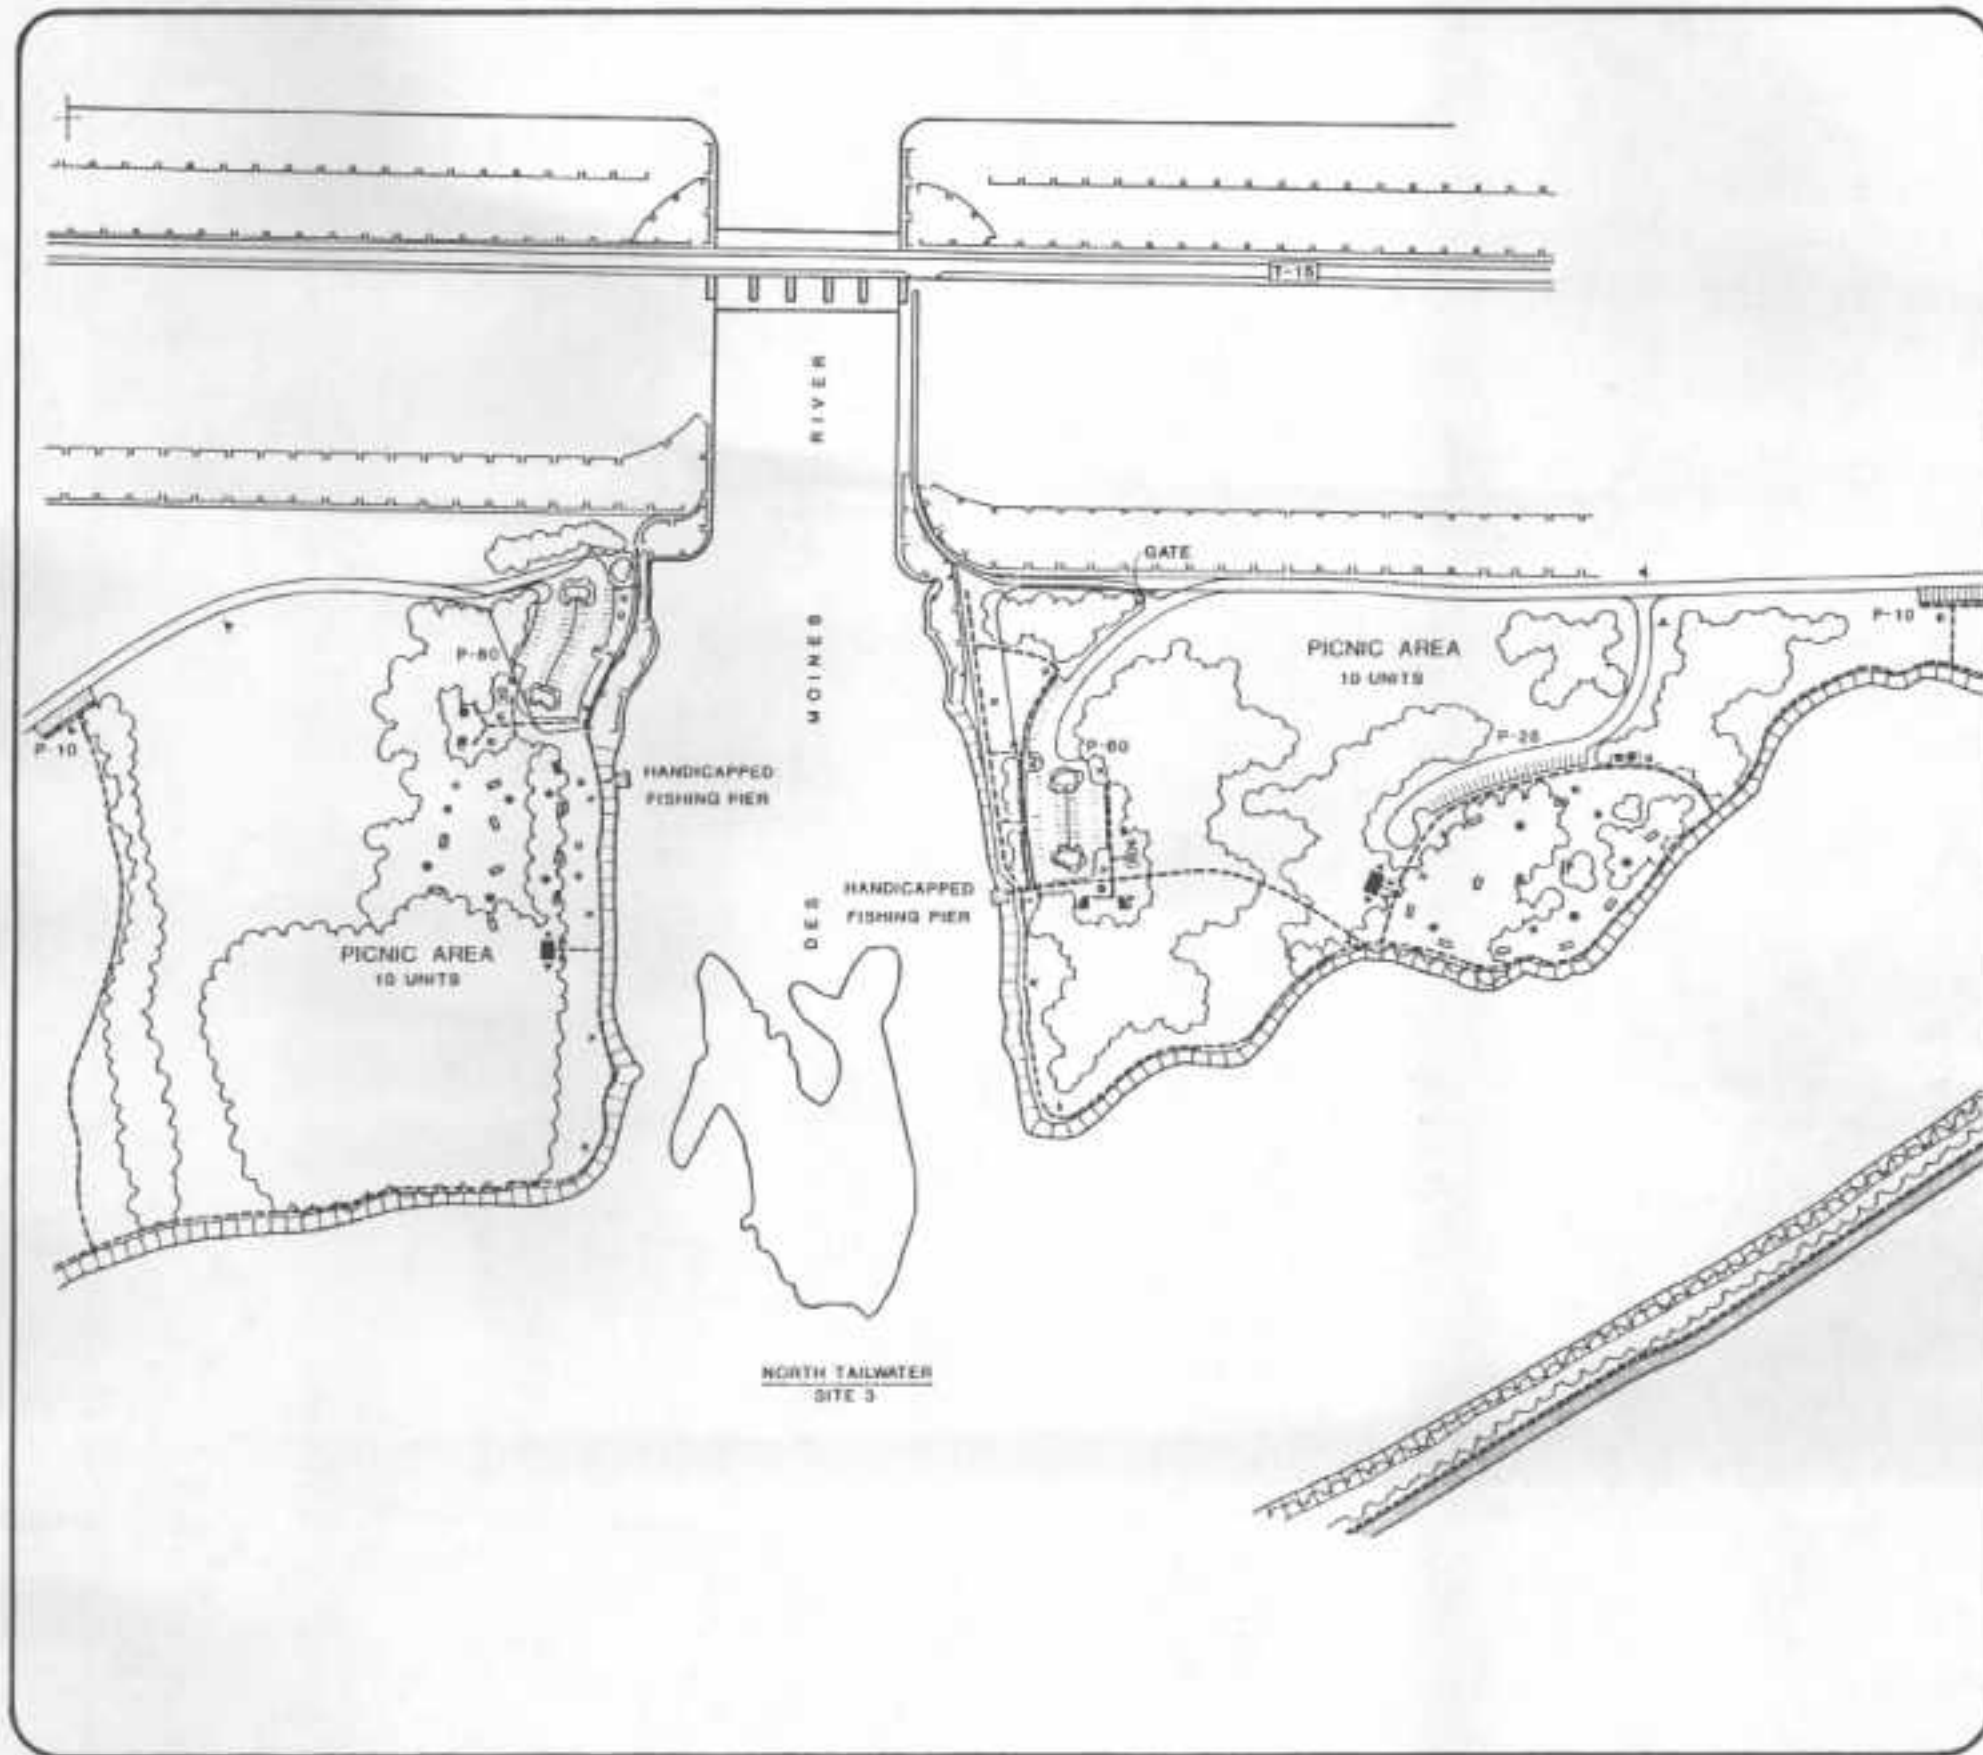 T-15
RIVER
MOINES
DES
GATE
PICNIC AREA
10 UNITS
P-10
P-60
P-10
P-60
HANDICAPPED
FISHING PIER
HANDICAPPED
FISHING PIER
PICNIC AREA
10 UNITS
NORTH TAILWATER
SITE 3